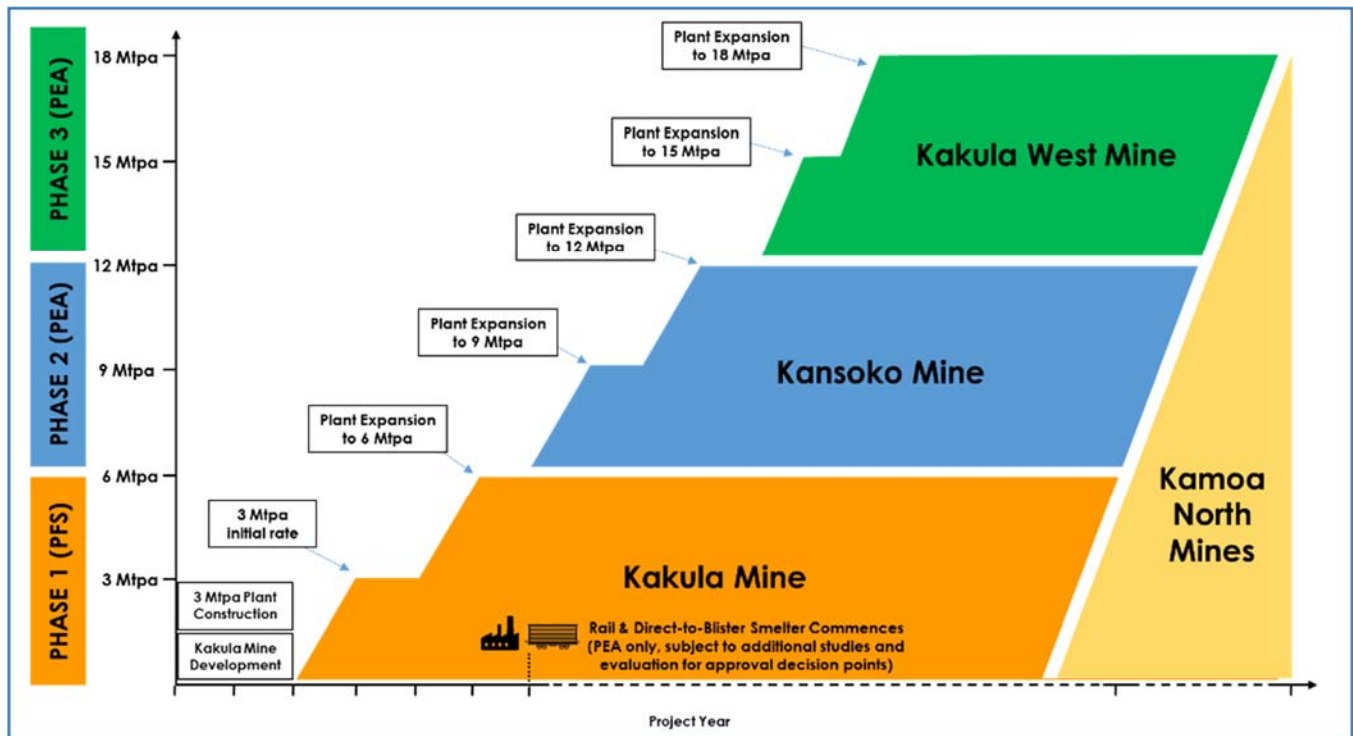 PHASE 3 (PEA)
PHASE 2 (PEA)
PHASE 1 (PFS)
18 Mtpa
15 Mtpa
12 Mtpa
9 Mtpa
6 Mtpa
3 Mtpa
Plant Expansion
to 18 Mtpa
Plant Expansion
to 15 Mtpa
Plant Expansion
to 12 Mtpa
Plant Expansion
to 9 Mtpa
Plant Expansion
to 6 Mtpa
3 Mtpa
initial rate
3 Mtpa Plant
Construction
Kakula Mine
Development
Kakula West Mine
Kansoko Mine
Kakula Mine
Rail & Direct-to-Blister Smelter Commences
(PEA only, subject to additional studies and
evaluation for approval decision points)
Kamoa
North
Mines
Project Year